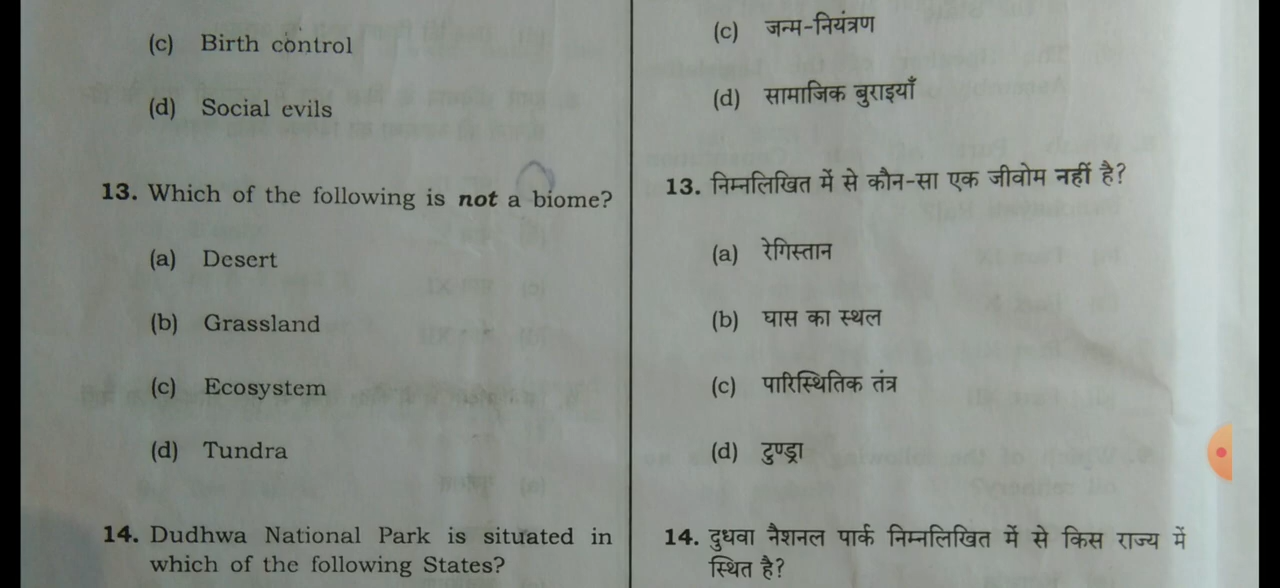 (c) Birth control
(d) Social evils
13. Which of the following is not a biome?
(a) Desert
(b) Grassland
(c) Ecosystem
(d) Tundra
14. Dudhwa National Park is situated in
which of the following States?
(c) जन्म-नियंत्रण
(d) सामाजिक बुराइयाँ
13. निम्नलिखित में से कौन-सा एक जीवोम नहीं है?
(a) रेगिस्तान
(b) घास का स्थल
(c) पारिस्थितिक तंत्र
(d) टुण्ड्रा
14. दुधवा नैशनल पार्क निम्नलिखित में से किस राज्य में
स्थित है?